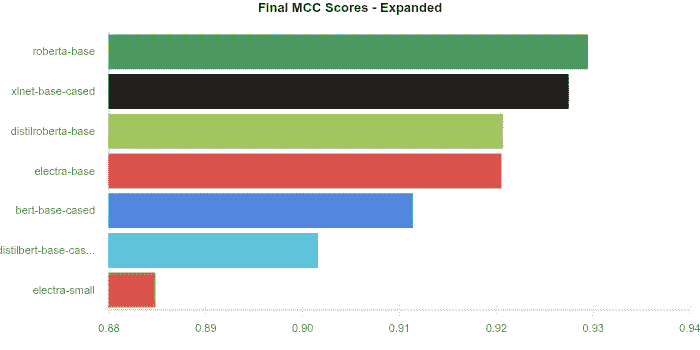 Final MCC Scores - Expanded
roberta-base
xlnet-base-cased
distilroberta-base
electra-base
bert-base-cased
distilbert-base-cas...
electra-small
0.88 0.89 0.90 0.91 0.92 0.93 0.94